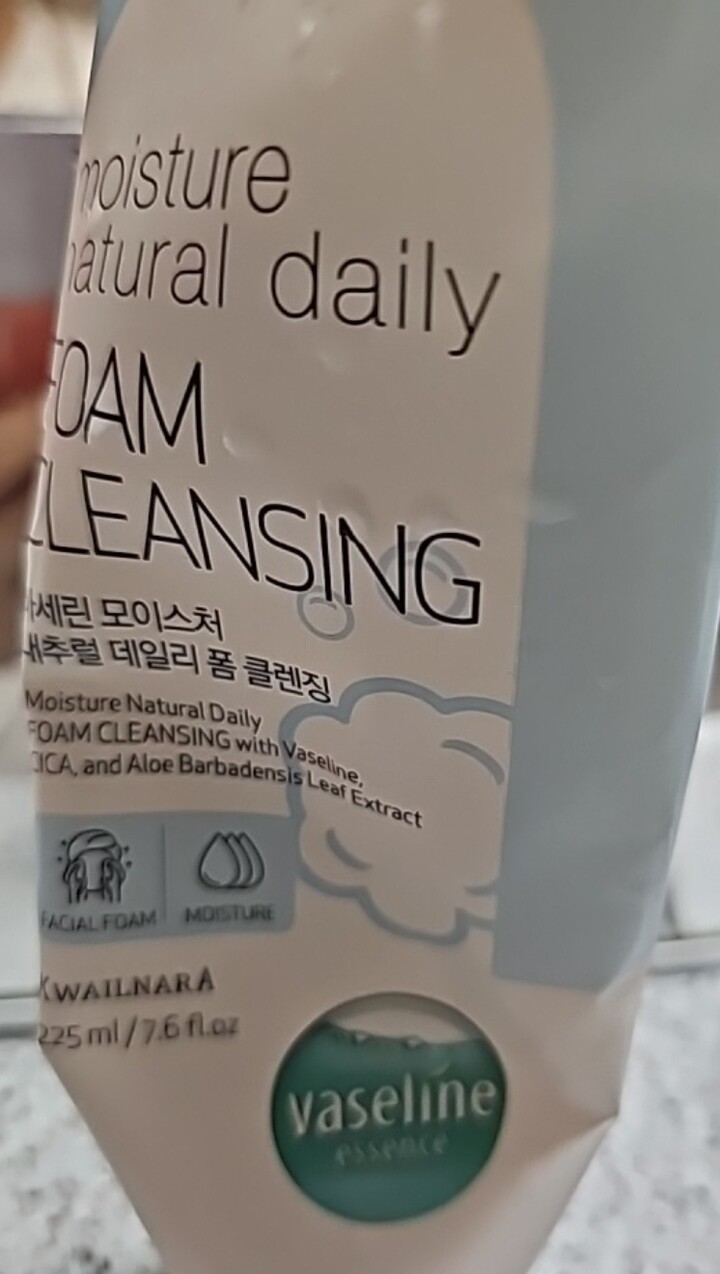 moisture
natural daily
FOAM
CLEANSING
바세린 모이스처
내추럴 데일리 폼 클렌징
Moisture Natural Daily
FOAM CLEANSING with Vaseline,
CICA, and Aloe Barbadensis Leaf Extract
FACIAL FOAM
MOISTURE
KWAILNARA
225 ml / 7.6 fl.oz
vaseline
essence